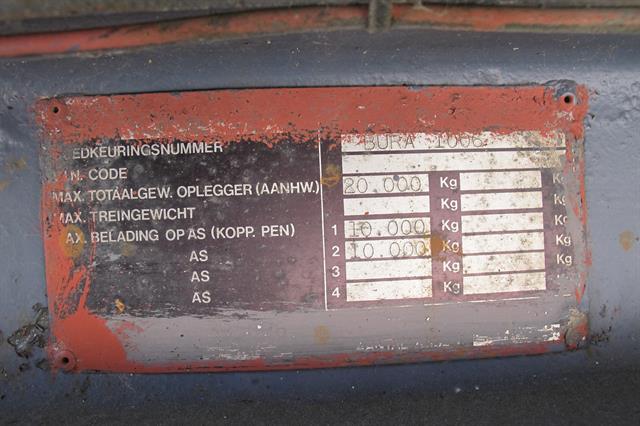 EDKEURINGSNUMMER BURA 1006
N. CODE
MAX. TOTAALGEW. OPLEGGER (AANHW.) 20.000 Kg K
MAX. TREINGEWICHT Kg K
AX. BELADING OP AS (KOPP. PEN) 1 10.000 Kg K
AS 2 10.000 Kg K
AS 3 Kg
AS 4 Kg